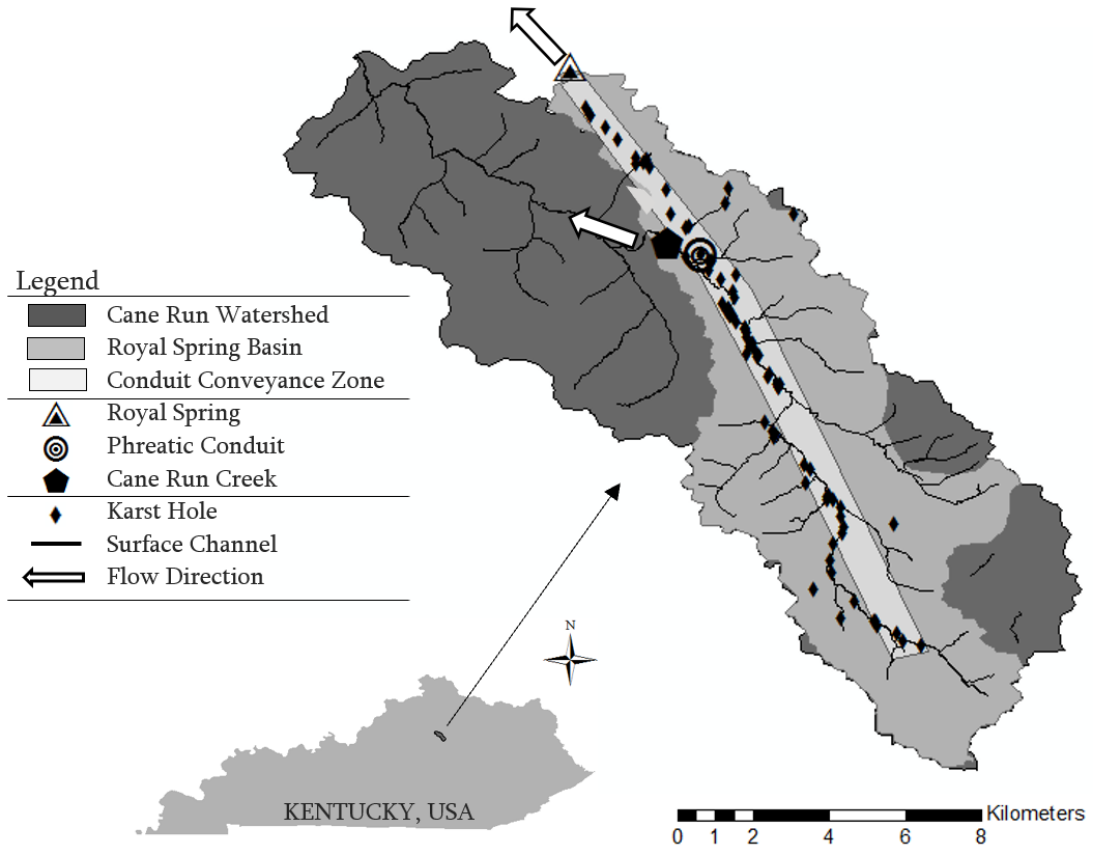 Legend
Cane Run Watershed
Royal Spring Basin
Conduit Conveyance Zone
Royal Spring
Phreatic Conduit
Cane Run Creek
Karst Hole
Surface Channel
Flow Direction
N
KENTUCKY, USA
Kilometers
0 1 2 4 6 8